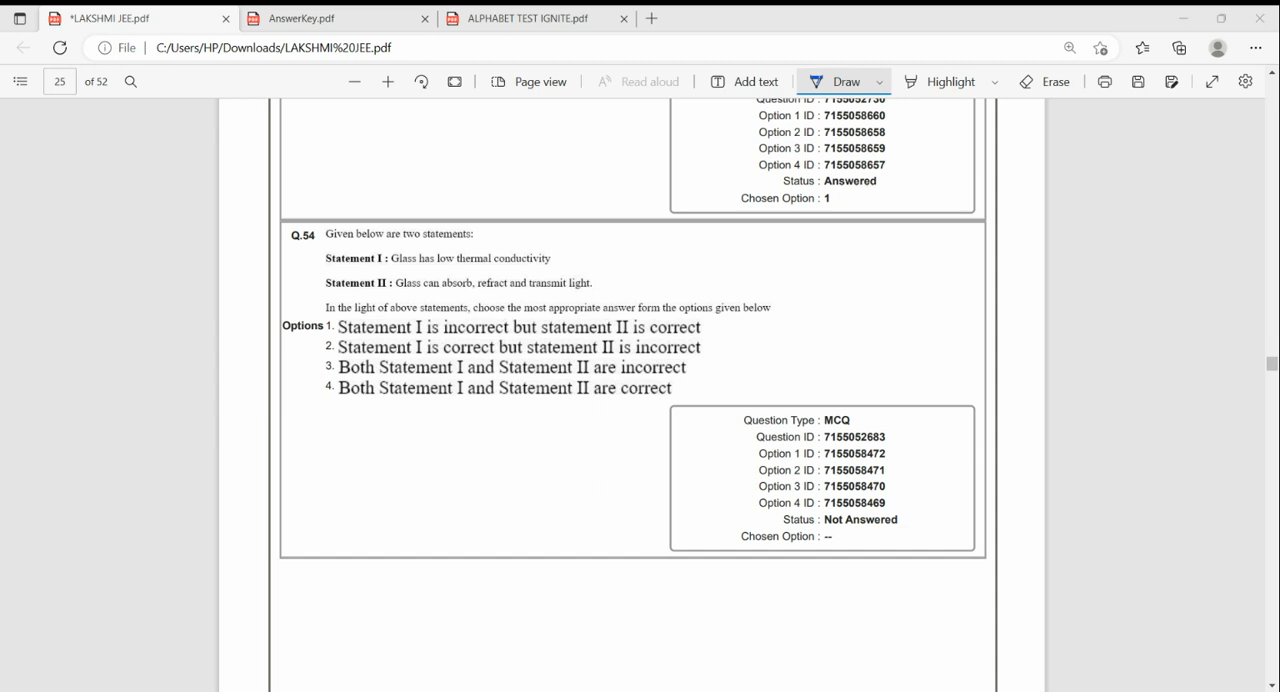 *LAKSHMI JEE.pdf
AnswerKey.pdf
ALPHABET TEST IGNITE.pdf
File
C:/Users/HP/Downloads/LAKSHMI%20JEE.pdf
25 of 52
Page view
Read aloud
Add text
Draw
Highlight
Erase
Question ID : 7155052730
Option 1 ID : 7155058660
Option 2 ID : 7155058658
Option 3 ID : 7155058659
Option 4 ID : 7155058657
Status : Answered
Chosen Option : 1
Q.54 Given below are two statements:
Statement I : Glass has low thermal conductivity
Statement II : Glass can absorb, refract and transmit light.
In the light of above statements, choose the most appropriate answer form the options given below
Options 1. Statement I is incorrect but statement II is correct
2. Statement I is correct but statement II is incorrect
3. Both Statement I and Statement II are incorrect
4. Both Statement I and Statement II are correct
Question Type : MCQ
Question ID : 7155052683
Option 1 ID : 7155058472
Option 2 ID : 7155058471
Option 3 ID : 7155058470
Option 4 ID : 7155058469
Status : Not Answered
Chosen Option : --